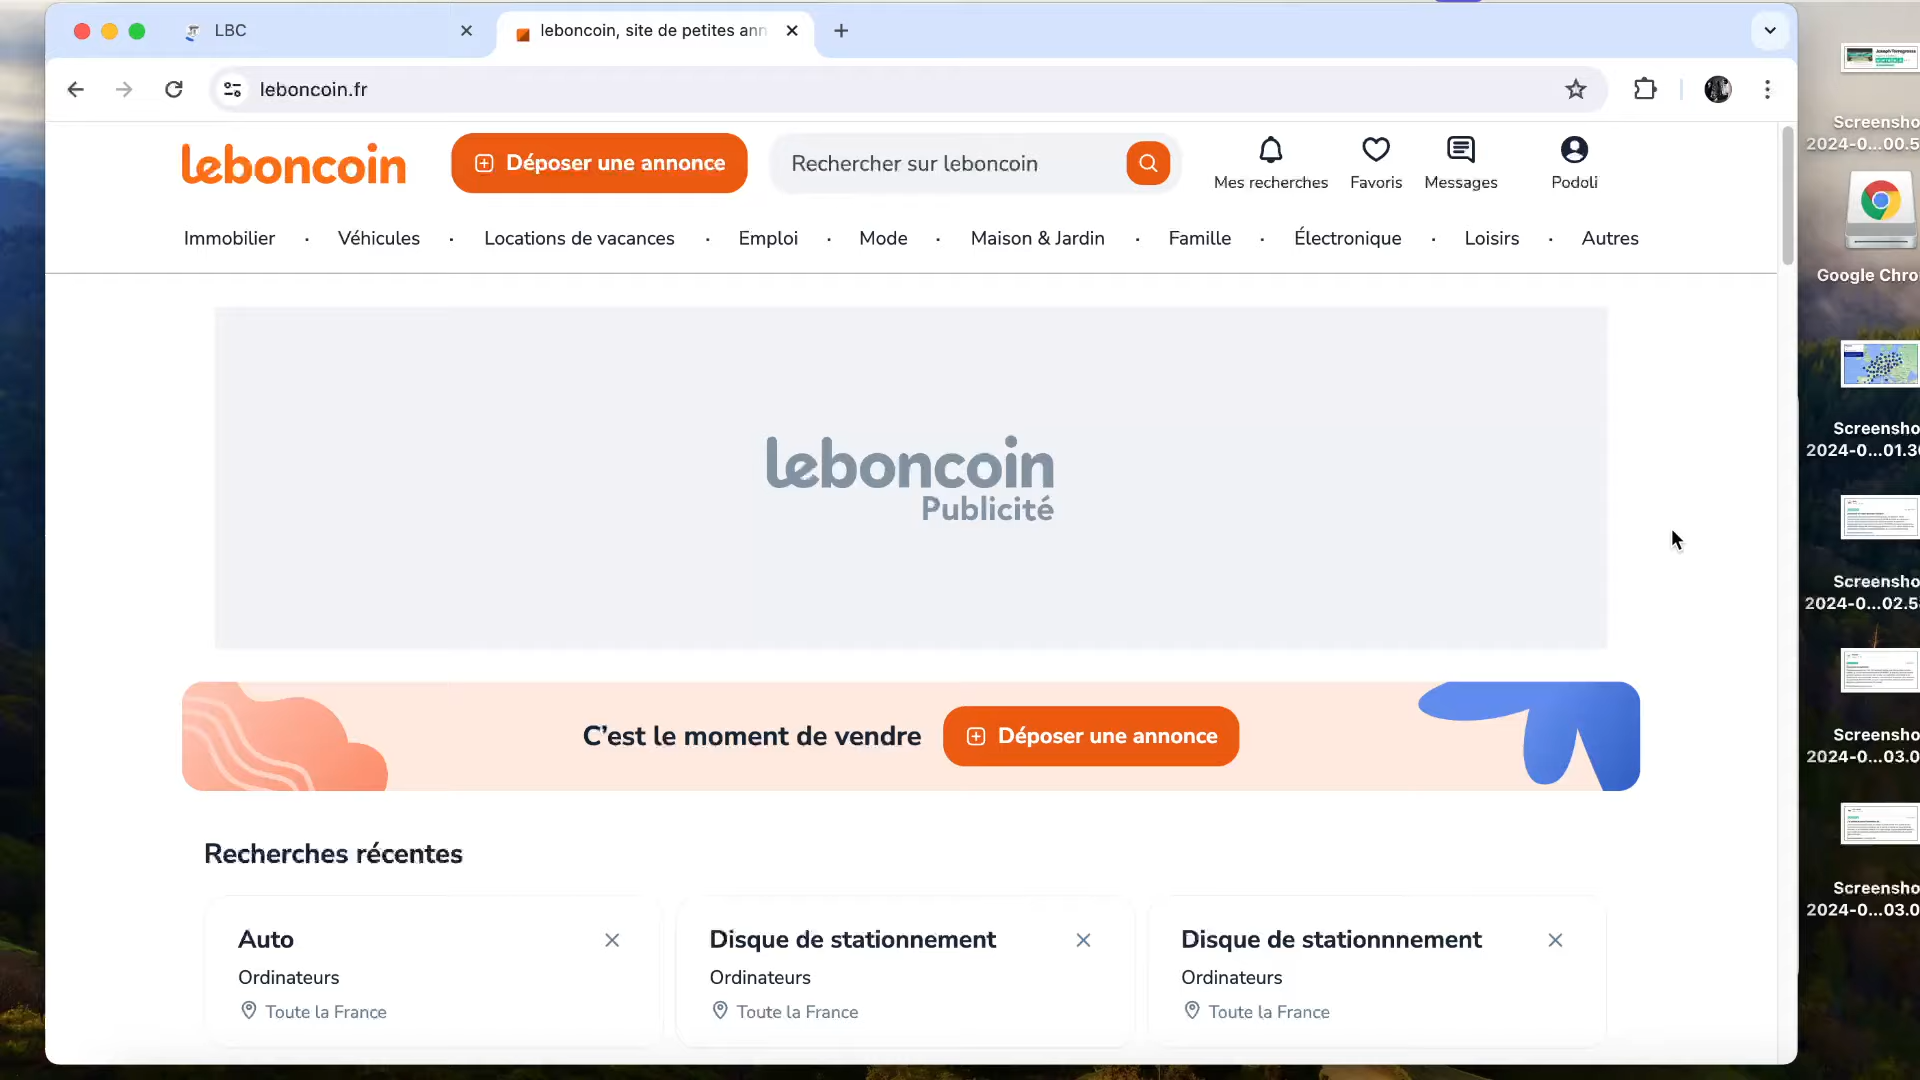 LBC
leboncoin, site de petites ann
leboncoin.fr
leboncoin
Déposer une annonce
Rechercher sur leboncoin
Mes recherches
Favoris
Messages
Podoli
Immobilier · Véhicules · Locations de vacances · Emploi · Mode · Maison & Jardin · Famille · Électronique · Loisirs · Autres
leboncoin
Publicité
C'est le moment de vendre
Déposer une annonce
Recherches récentes
Auto
Ordinateurs
Toute la France
Disque de stationnement
Ordinateurs
Toute la France
Disque de stationnnement
Ordinateurs
Toute la France
Screensho
2024-0...00.5
Google Chro
Screensho
2024-0...01.3
Screensho
2024-0...02.5
Screensho
2024-0...03.0
Screensho
2024-0...03.0